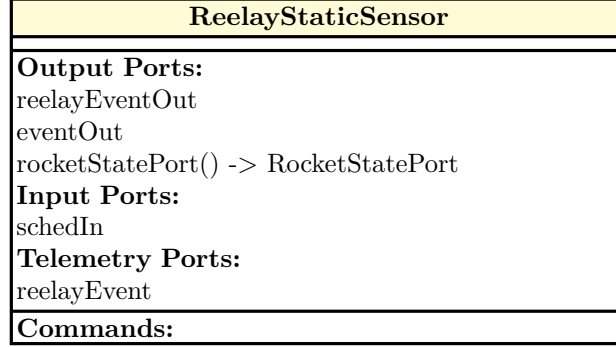 ReelayStaticSensor
Output Ports:
reelayEventOut
eventOut
rocketStatePort() -> RocketStatePort
Input Ports:
schedIn
Telemetry Ports:
reelayEvent
Commands: